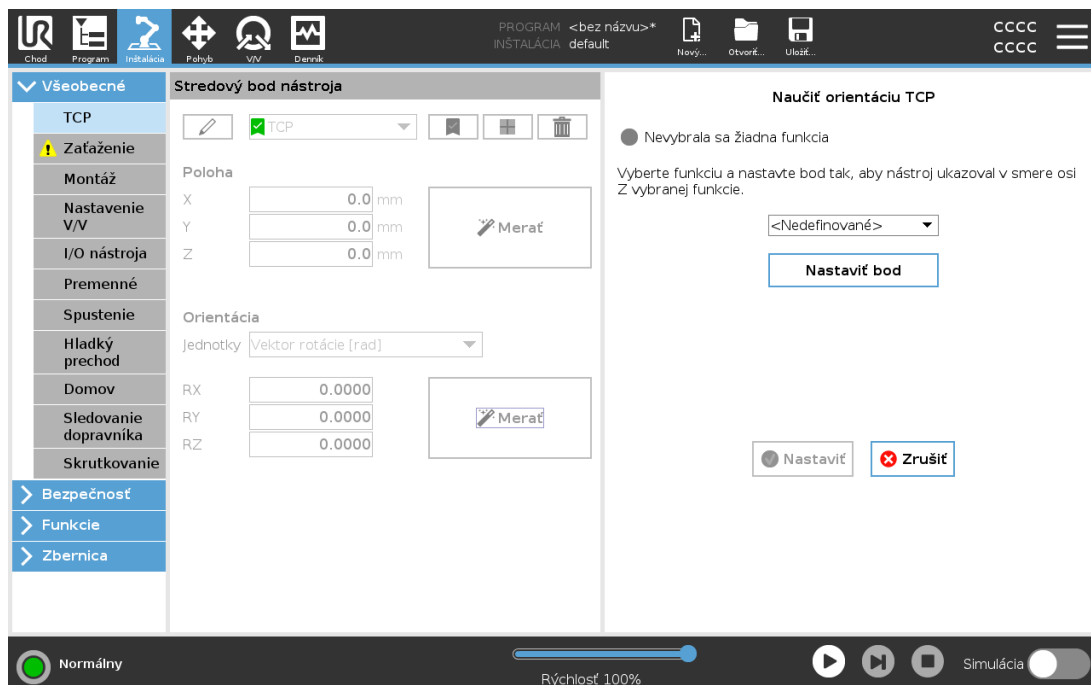 PROGRAM <bez názvu>*
INŠTALÁCIA default
CCCC
CCCC
Chod
Program
Inštalácia
Pohyb
V/V
Denník
Nový...
Otvoriť...
Uložiť...
Všeobecné
TCP
Zaťaženie
Montáž
Nastavenie
V/V
I/O nástroja
Premenné
Spustenie
Hladký
prechod
Domov
Sledovanie
dopravníka
Skrutkovanie
Bezpečnosť
Funkcie
Zbernica
Stredový bod nástroja
TCP
Poloha
X 0.0 mm
Y 0.0 mm
Z 0.0 mm
Merať
Orientácia
Jednotky Vektor rotácie [rad]
RX 0.0000
RY 0.0000
RZ 0.0000
Merať
Naučiť orientáciu TCP
Nevybrala sa žiadna funkcia
Vyberte funkciu a nastavte bod tak, aby nástroj ukazoval v smere osi
Z vybranej funkcie.
<Nedefinované>
Nastaviť bod
Nastaviť
Zrušiť
Normálny
Rýchlosť 100%
Simulácia